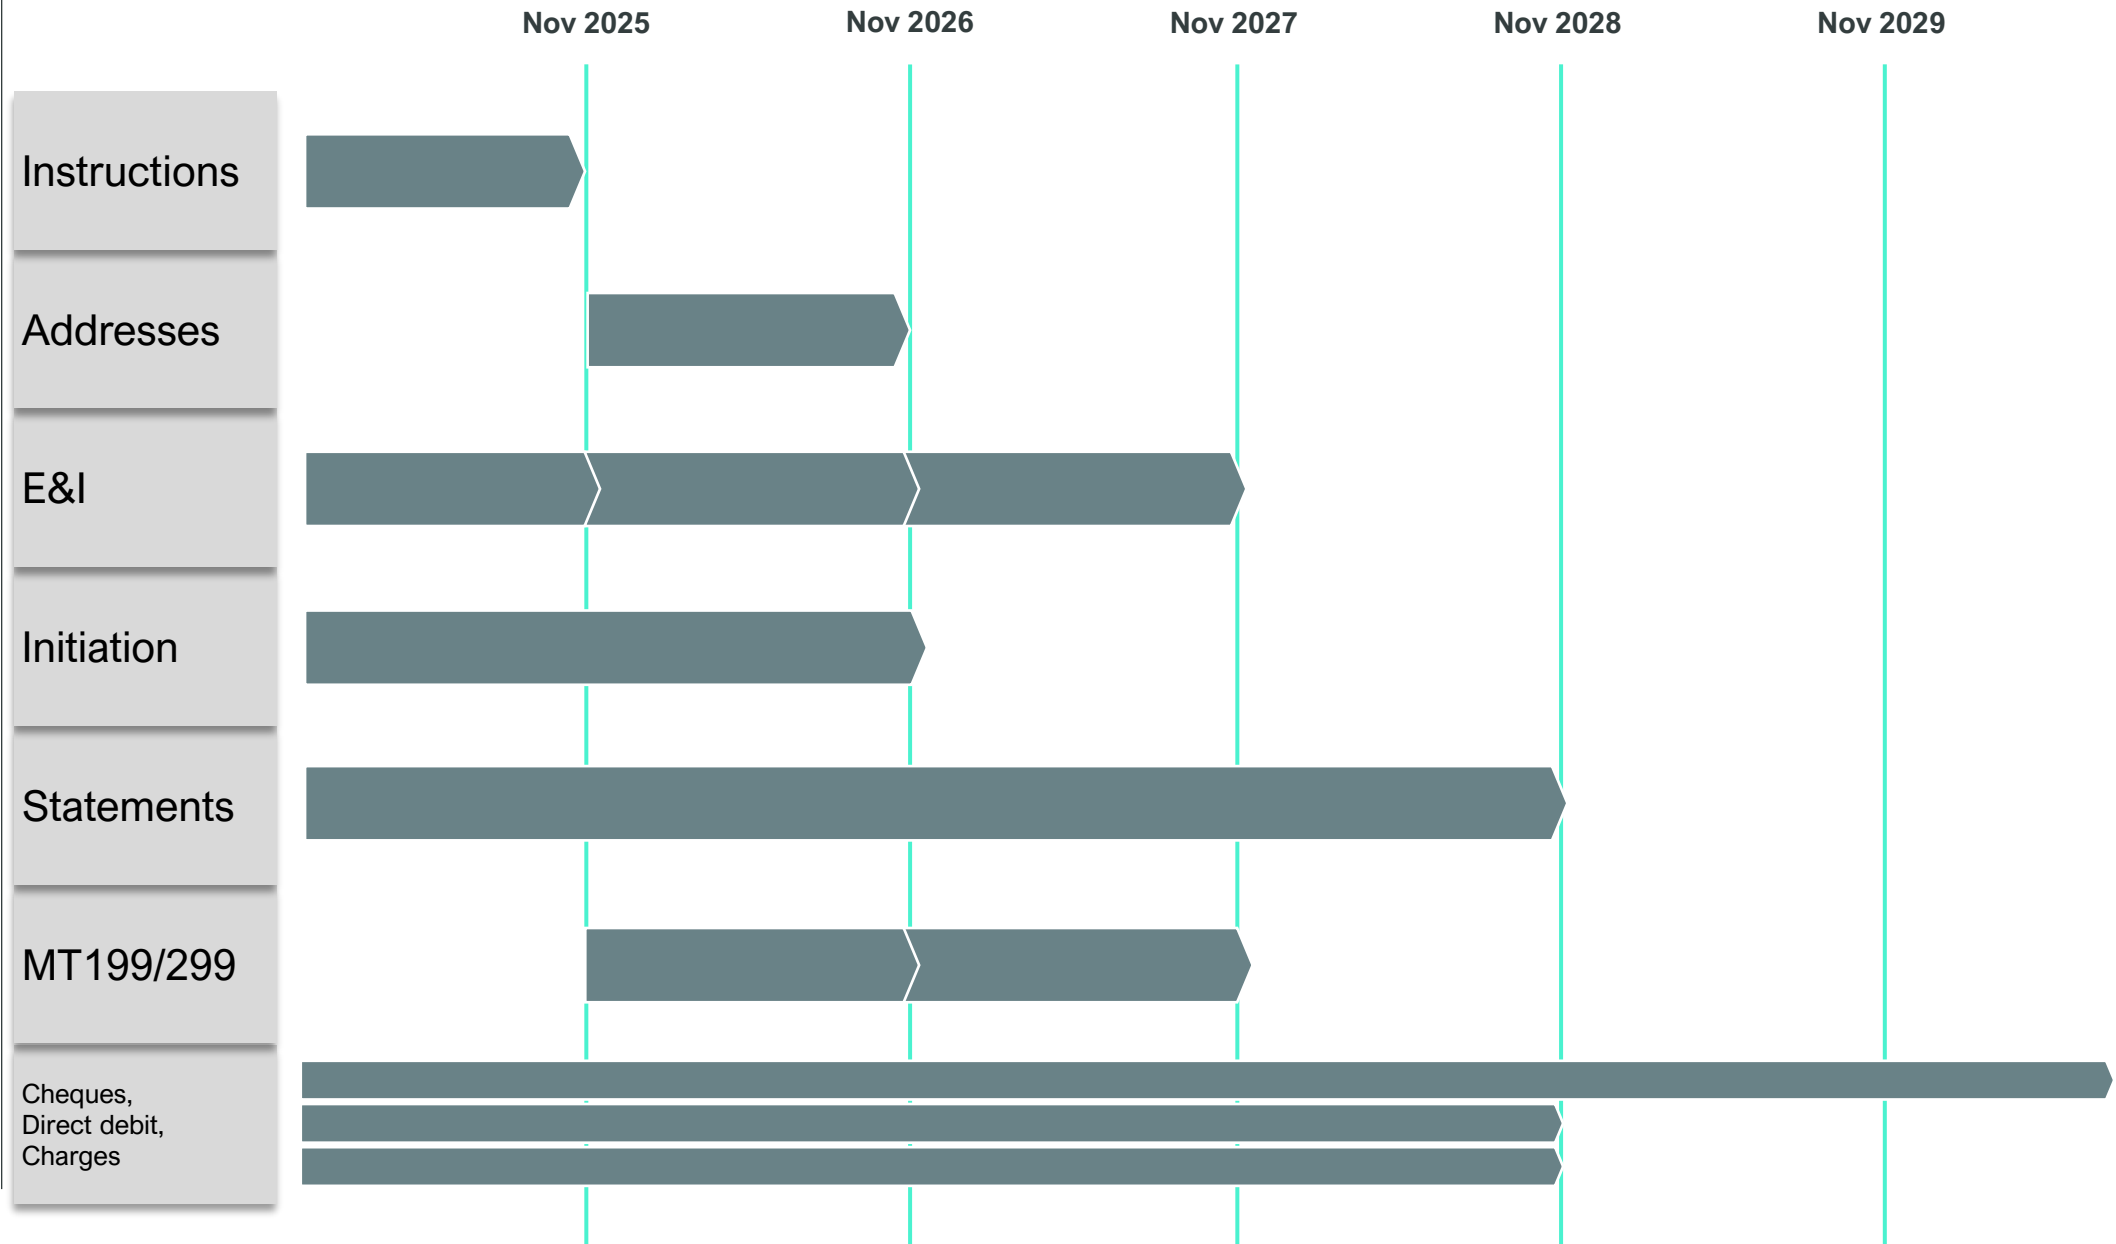 Nov 2025
Nov 2026
Nov 2027
Nov 2028
Nov 2029
Instructions
Addresses
E&I
Initiation
Statements
MT199/299
Cheques,
Direct debit,
Charges